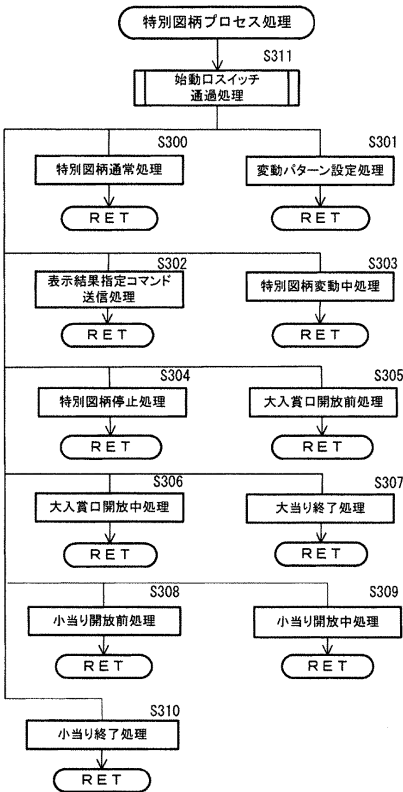 特別図柄プロセス処理
S311
始動口スイッチ
通過処理
S300
特別図柄通常処理
RET
S301
変動パターン設定処理
RET
S302
表示結果指定コマンド
送信処理
RET
S303
特別図柄変動中処理
RET
S304
特別図柄停止処理
RET
S305
大入賞口開放前処理
RET
S306
大入賞口開放中処理
RET
S307
大当り終了処理
RET
S308
小当り開放前処理
RET
S309
小当り開放中処理
RET
S310
小当り終了処理
RET